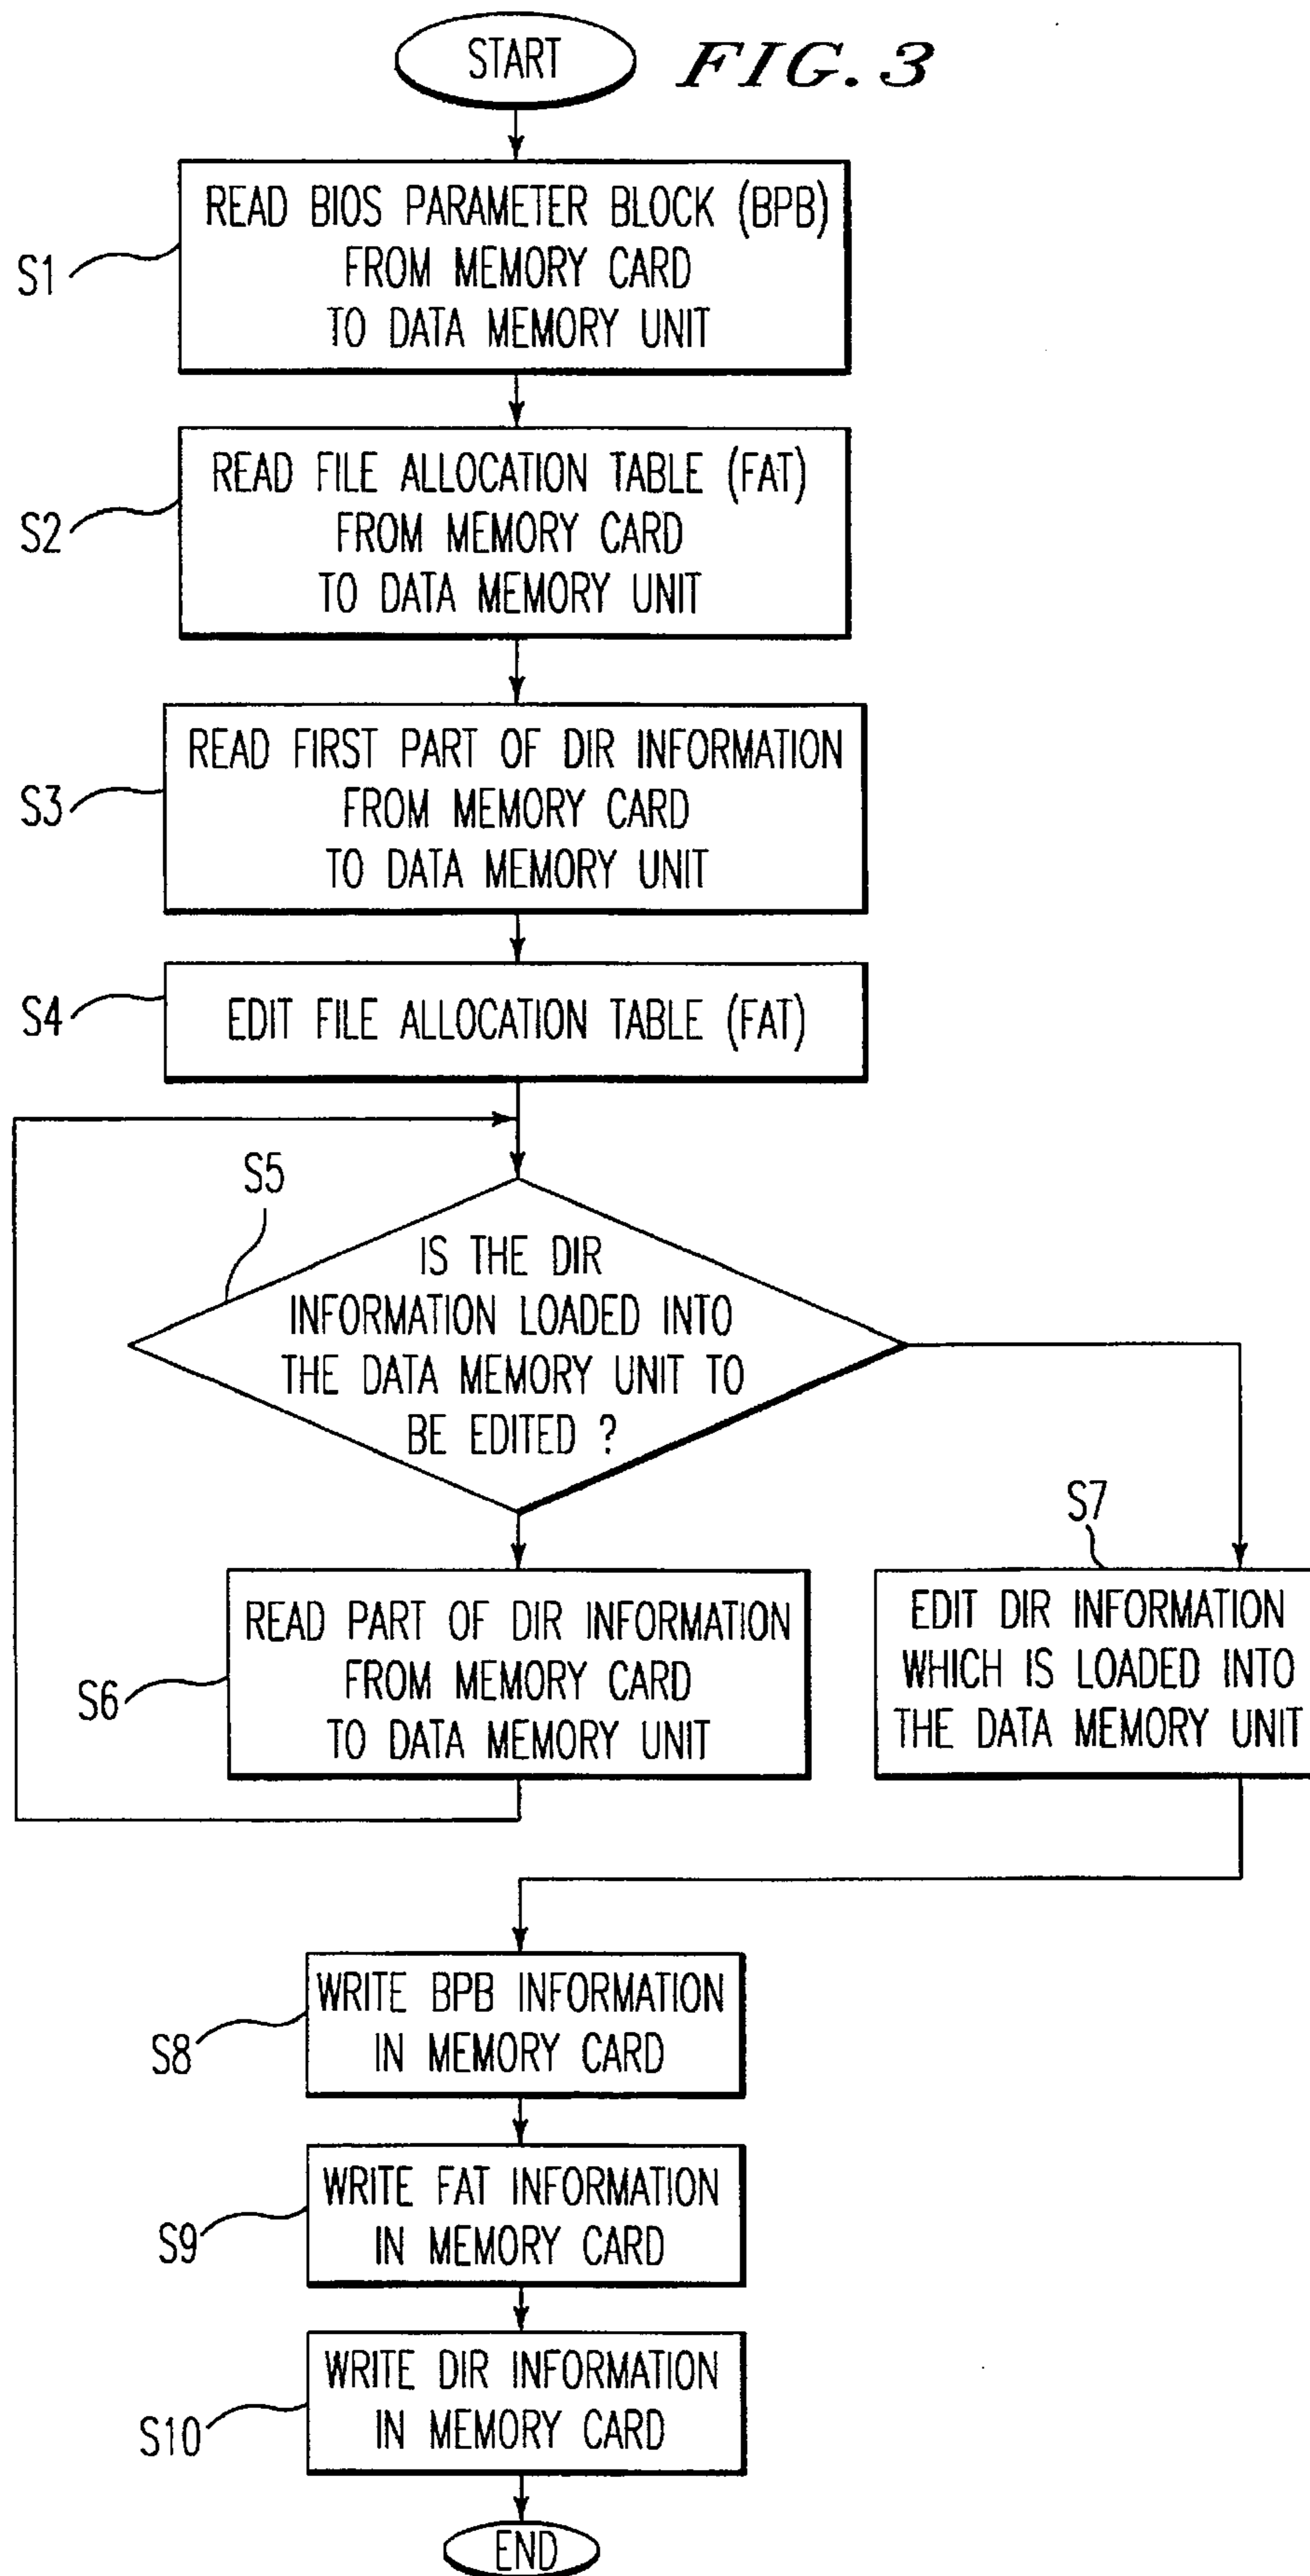 START
FIG. 3
READ BIOS PARAMETER BLOCK (BPB)
FROM MEMORY CARD
TO DATA MEMORY UNIT
S1
READ FILE ALLOCATION TABLE (FAT)
FROM MEMORY CARD
TO DATA MEMORY UNIT
S2
READ FIRST PART OF DIR INFORMATION
FROM MEMORY CARD
TO DATA MEMORY UNIT
S3
S4
EDIT FILE ALLOCATION TABLE (FAT)
S5
IS THE DIR
INFORMATION LOADED INTO
THE DATA MEMORY UNIT TO
BE EDITED ?
READ PART OF DIR INFORMATION
FROM MEMORY CARD
TO DATA MEMORY UNIT
S6
S7
EDIT DIR INFORMATION
WHICH IS LOADED INTO
THE DATA MEMORY UNIT
WRITE BPB INFORMATION
IN MEMORY CARD
S8
WRITE FAT INFORMATION
IN MEMORY CARD
S9
WRITE DIR INFORMATION
IN MEMORY CARD
S10
END